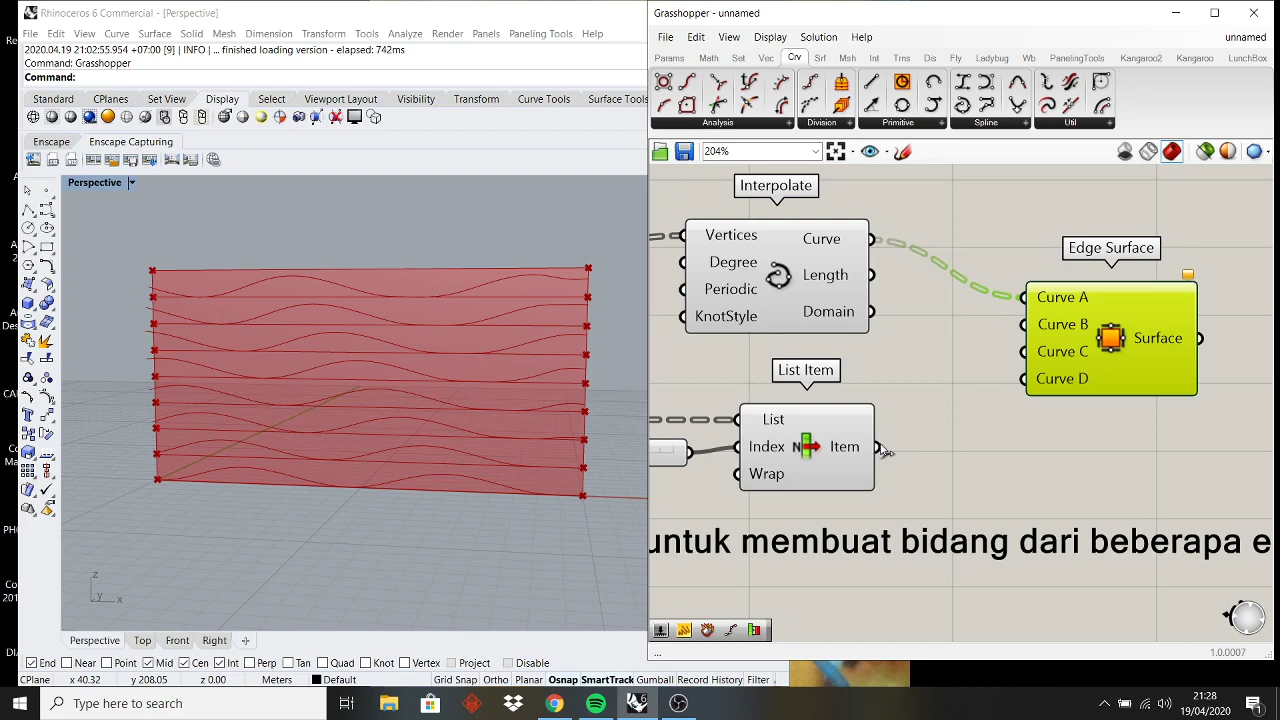 Rhinoceros 6 Commercial - [Perspective]
File Edit View Curve Surface Solid Mesh Dimension Transform Tools Analyze Render Panels Paneling Tools Help
2020.04.19 21:02:55.954 +07:00 [9] | INFO | ... finished loading version - elapsed: 742ms
Command: Grasshopper
Command:
Standard CPlanes Set View Display Select Viewport Layout Visibility Transform Curve Tools Surface Tools
Escape Escape Capturing
Perspective
z
y x
Perspective Top Front Right
End Near Point Mid Cen Int Perp Tan Quad Knot Vertex Project Disable
CPlane x 40.32 y 208.05 z 0.00 Meters Default Grid Snap Ortho Planar Osnap SmartTrack Gumball Record History Filter
Grasshopper - unnamed
File Edit View Display Solution Help unnamed
Params Math Set Vec Crv Srf Msh Int Trns Dis Fly Ladybug Wb PanelingTools Kangaroo2 Kangaroo LunchBox
Analysis Division Primitive Spline Util
204%
Interpolate
Vertices
Degree
Periodic
KnotStyle
Curve
Length
Domain
Edge Surface
Curve A
Curve B
Curve C
Curve D
Surface
List Item
List
Index
Wrap
N
Item
untuk membuat bidang dari beberapa e
...
1.0.0007
Type here to search
21:28
19/04/2020